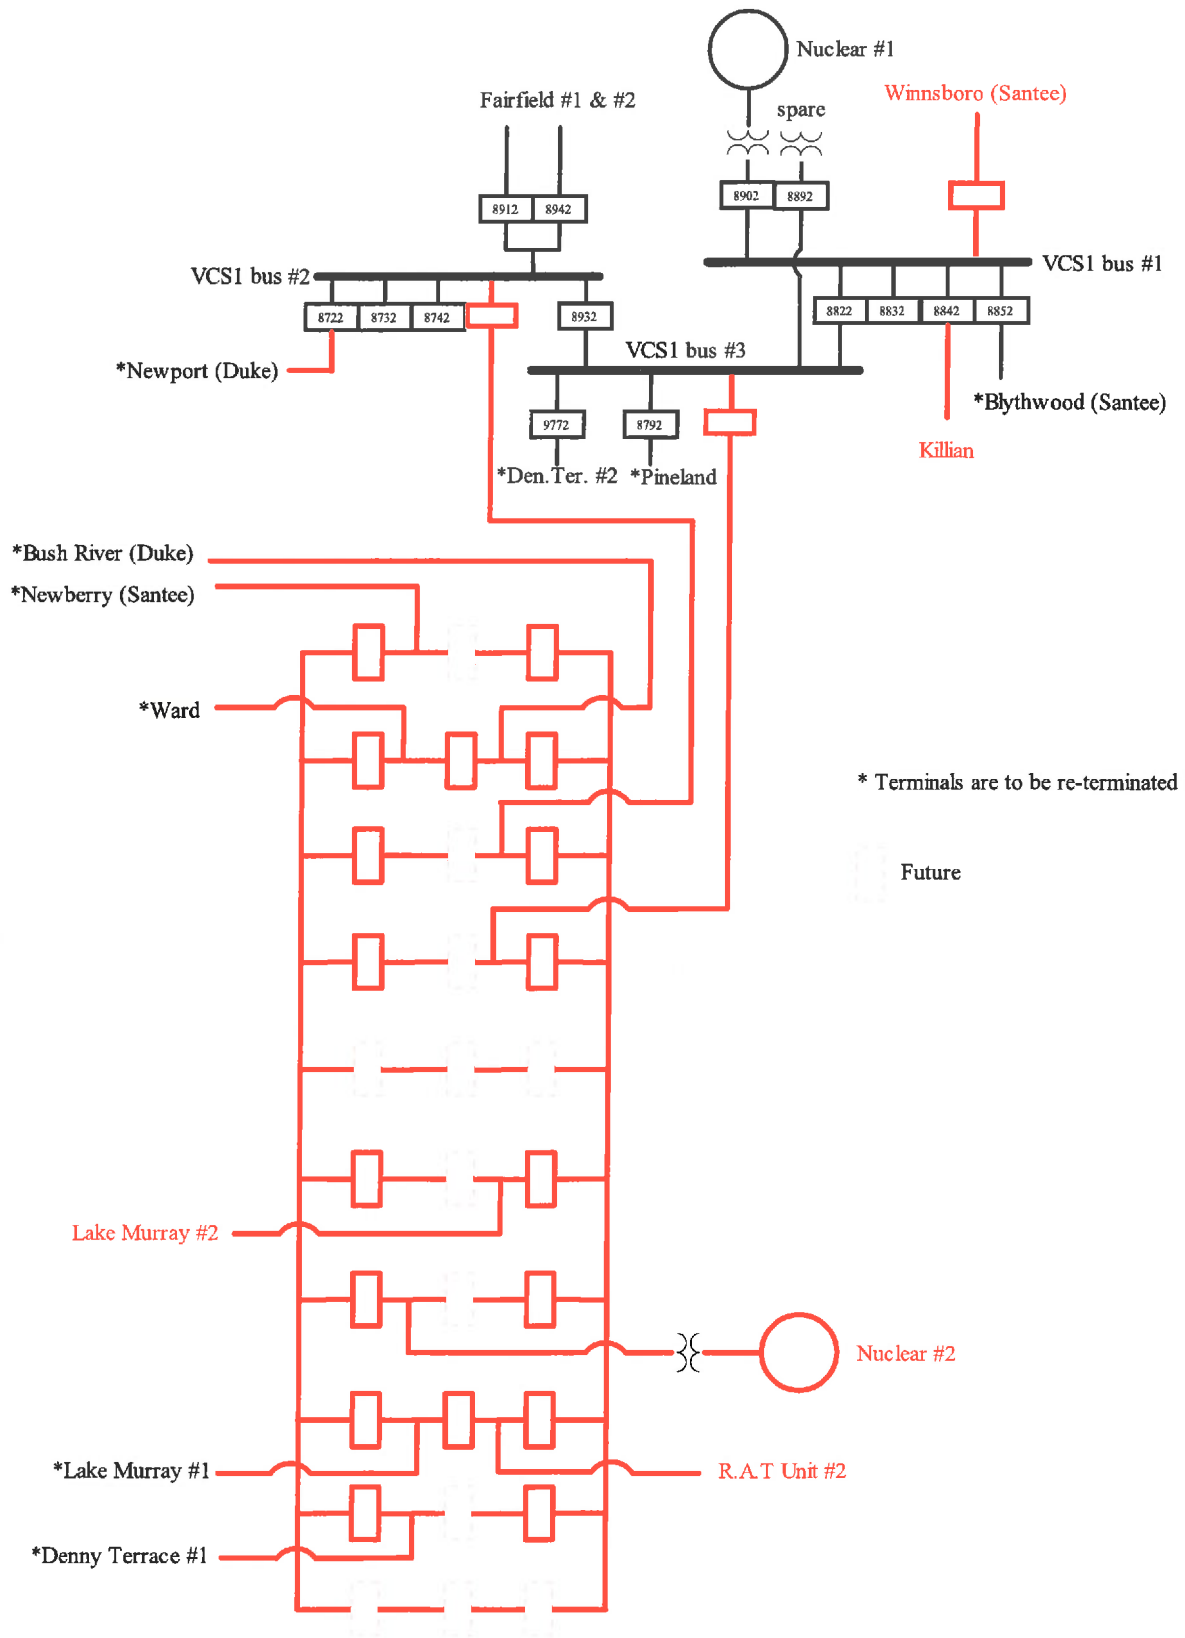 Nuclear #1
Winnsboro (Santee)
Fairfield #1 & #2
spare
8902
8892
8912
8942
VCS1 bus #2
VCS1 bus #1
8722
8732
8742
8932
8822
8832
8842
8852
VCS1 bus #3
*Newport (Duke)
*Blythwood (Santee)
9772
8792
Killian
*Den.Ter. #2
*Pineland
*Bush River (Duke)
*Newberry (Santee)
*Ward
* Terminals are to be re-terminated
Future
Lake Murray #2
Nuclear #2
*Lake Murray #1
R.A.T Unit #2
*Denny Terrace #1